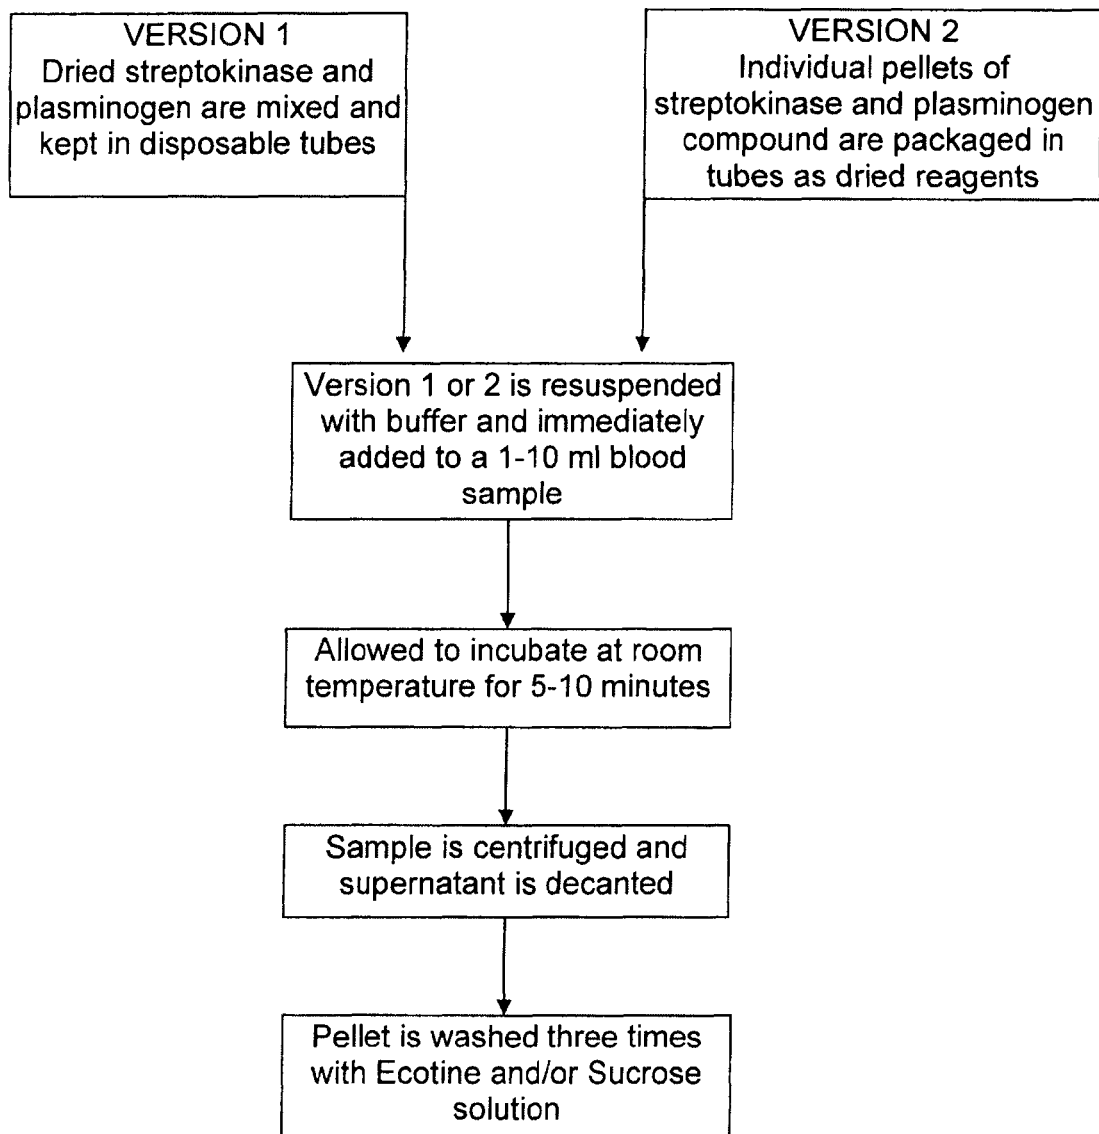 VERSION 1
Dried streptokinase and
plasminogen are mixed and
kept in disposable tubes
VERSION 2
Individual pellets of
streptokinase and plasminogen
compound are packaged in
tubes as dried reagents
Version 1 or 2 is resuspended
with buffer and immediately
added to a 1-10 ml blood
sample
Allowed to incubate at room
temperature for 5-10 minutes
Sample is centrifuged and
supernatant is decanted
Pellet is washed three times
with Ecotine and/or Sucrose
solution